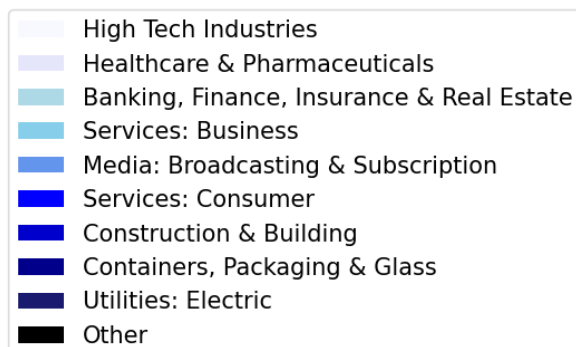 High Tech Industries
Healthcare & Pharmaceuticals
Banking, Finance, Insurance & Real Estate
Services: Business
Media: Broadcasting & Subscription
Services: Consumer
Construction & Building
Containers, Packaging & Glass
Utilities: Electric
Other